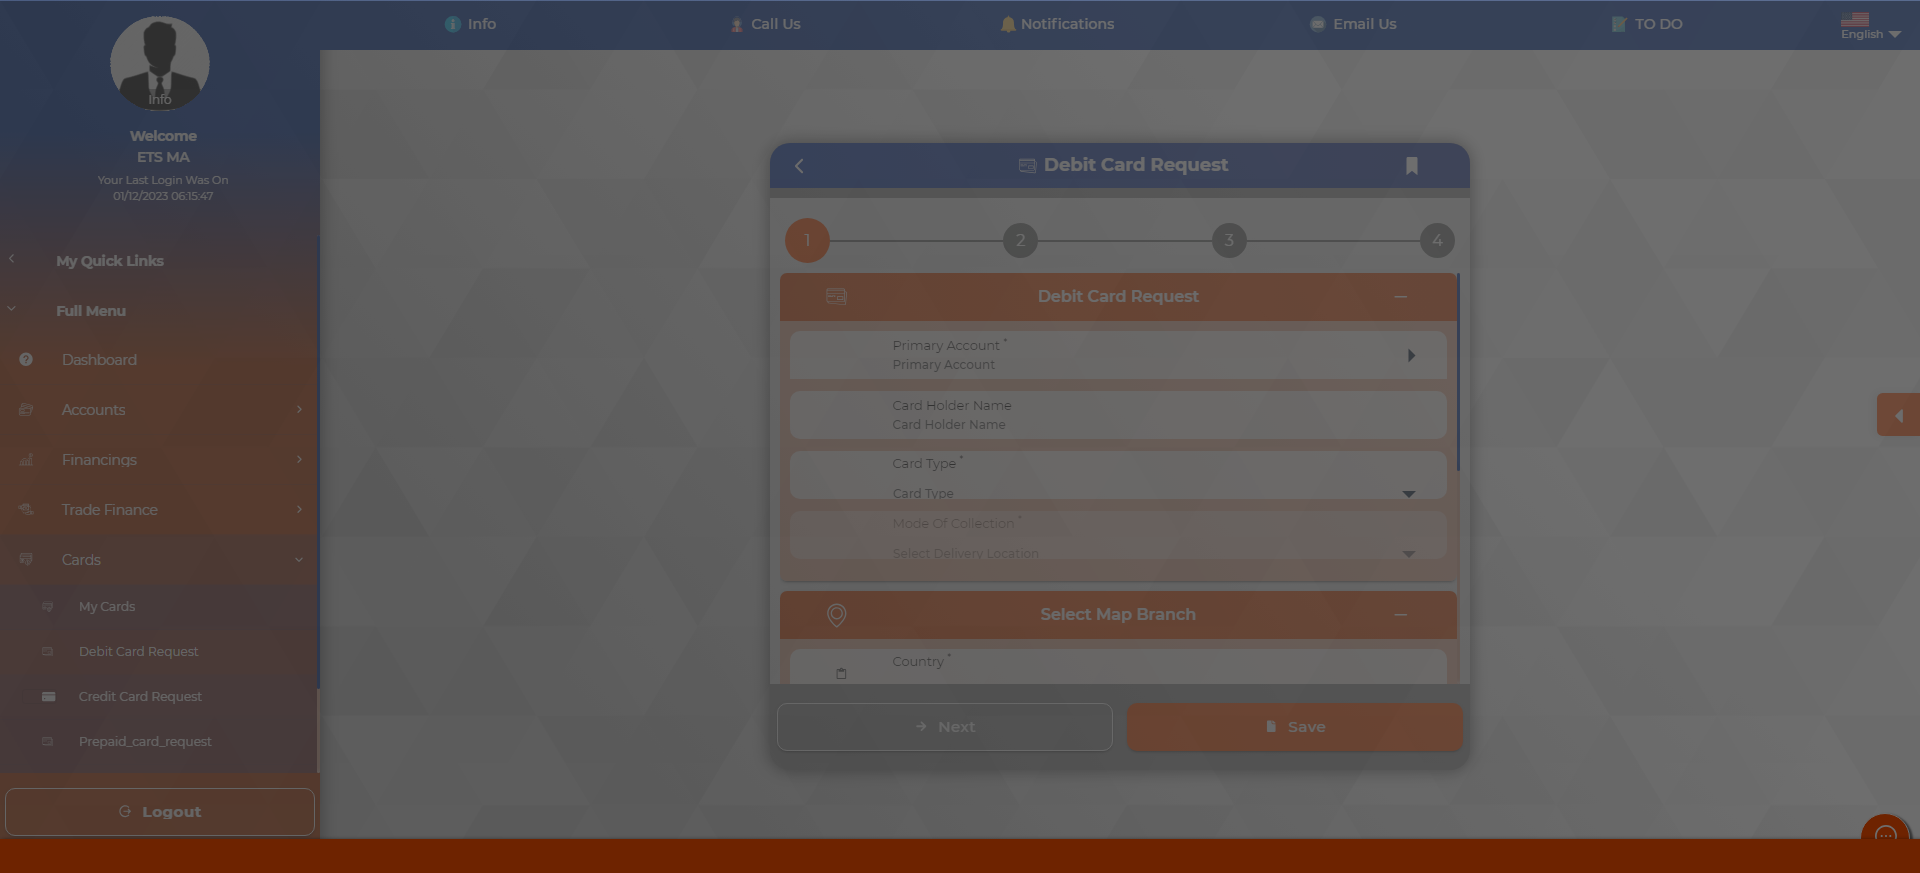 Info
Call Us
Notifications
Email Us
TO DO
English
Info
Welcome
ETS MA
Your Last Login Was On
01/12/2023 06:15:47
My Quick Links
Full Menu
Dashboard
Accounts
Financings
Trade Finance
Cards
My Cards
Debit Card Request
Credit Card Request
Prepaid_card_request
Logout
Debit Card Request
1
2
3
4
Debit Card Request
Primary Account *
Primary Account
Card Holder Name
Card Holder Name
Card Type *
Card Type
Mode Of Collection *
Select Delivery Location
Select Map Branch
Country *
Next
Save